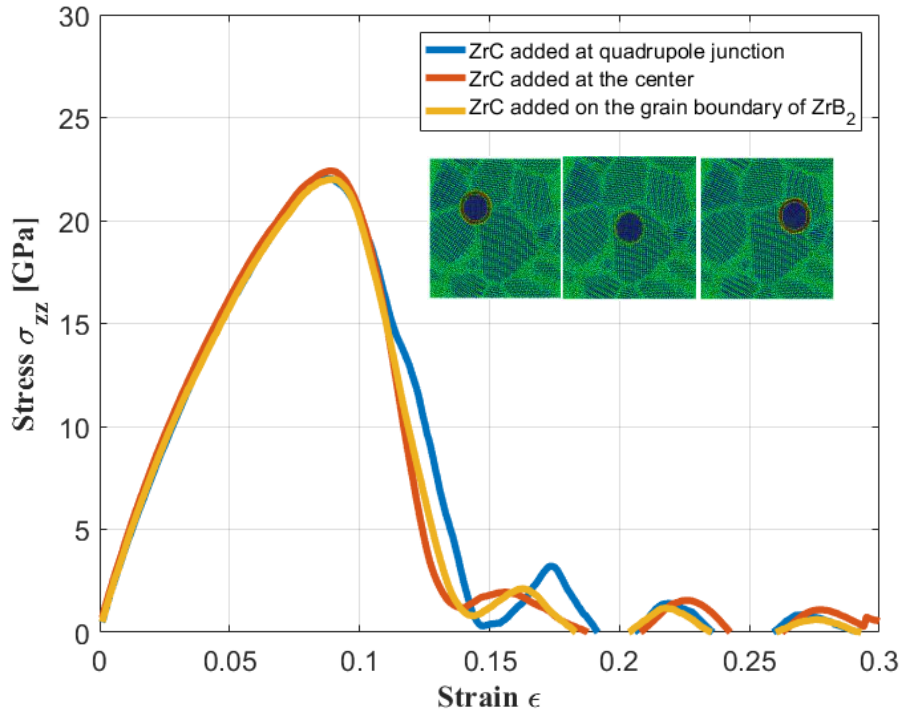 30
25
20
15
10
5
0
Stress σzz [GPa]
ZrC added at quadrupole junction
ZrC added at the center
ZrC added on the grain boundary of ZrB2
0 0.05 0.1 0.15 0.2 0.25 0.3
Strain ϵ